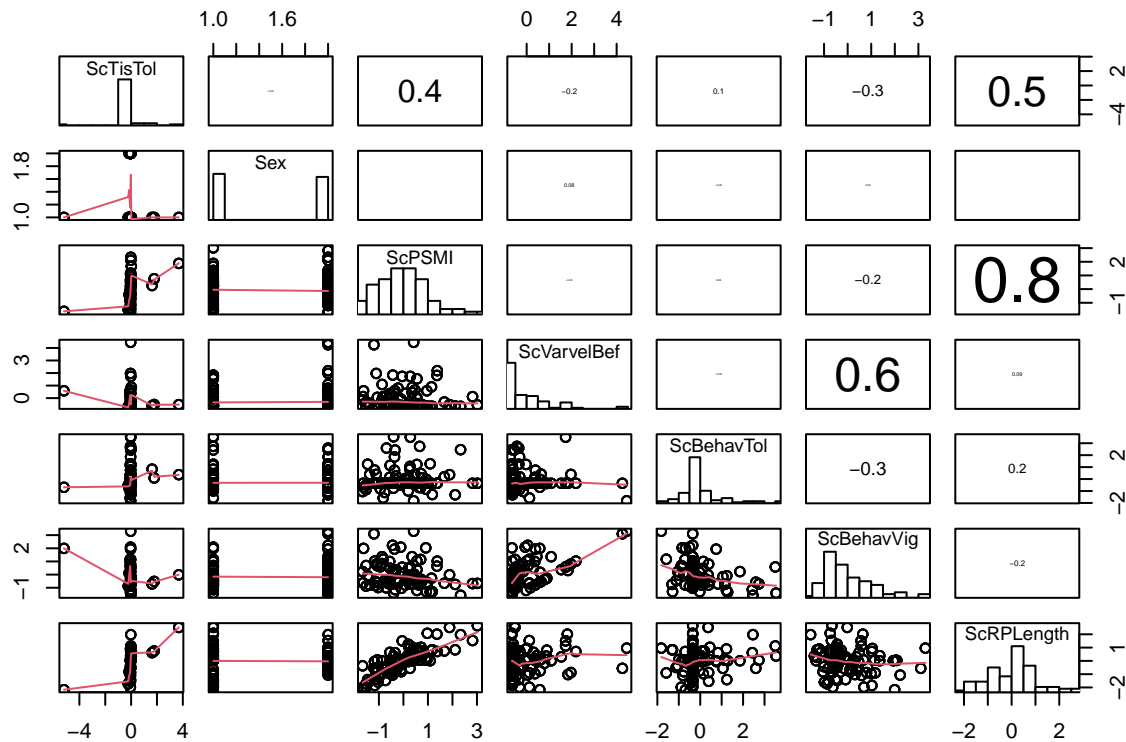 1.0 1.6
0 2 4
−1 1 3
ScTisTol
0.4
−0.2
0.1
−0.3
0.5
−4 2
1.0 1.8
Sex
0.08
ScPSMI
−0.2
0.8
−1 2
0 3
ScVarvelBef
0.6
0.09
ScBehavTol
−0.3
0.2
−2 2
−1 2
ScBehavVig
−0.2
ScRPLength
−2 1
−4 0 4
−1 1 3
−2 0 2
−2 0 2